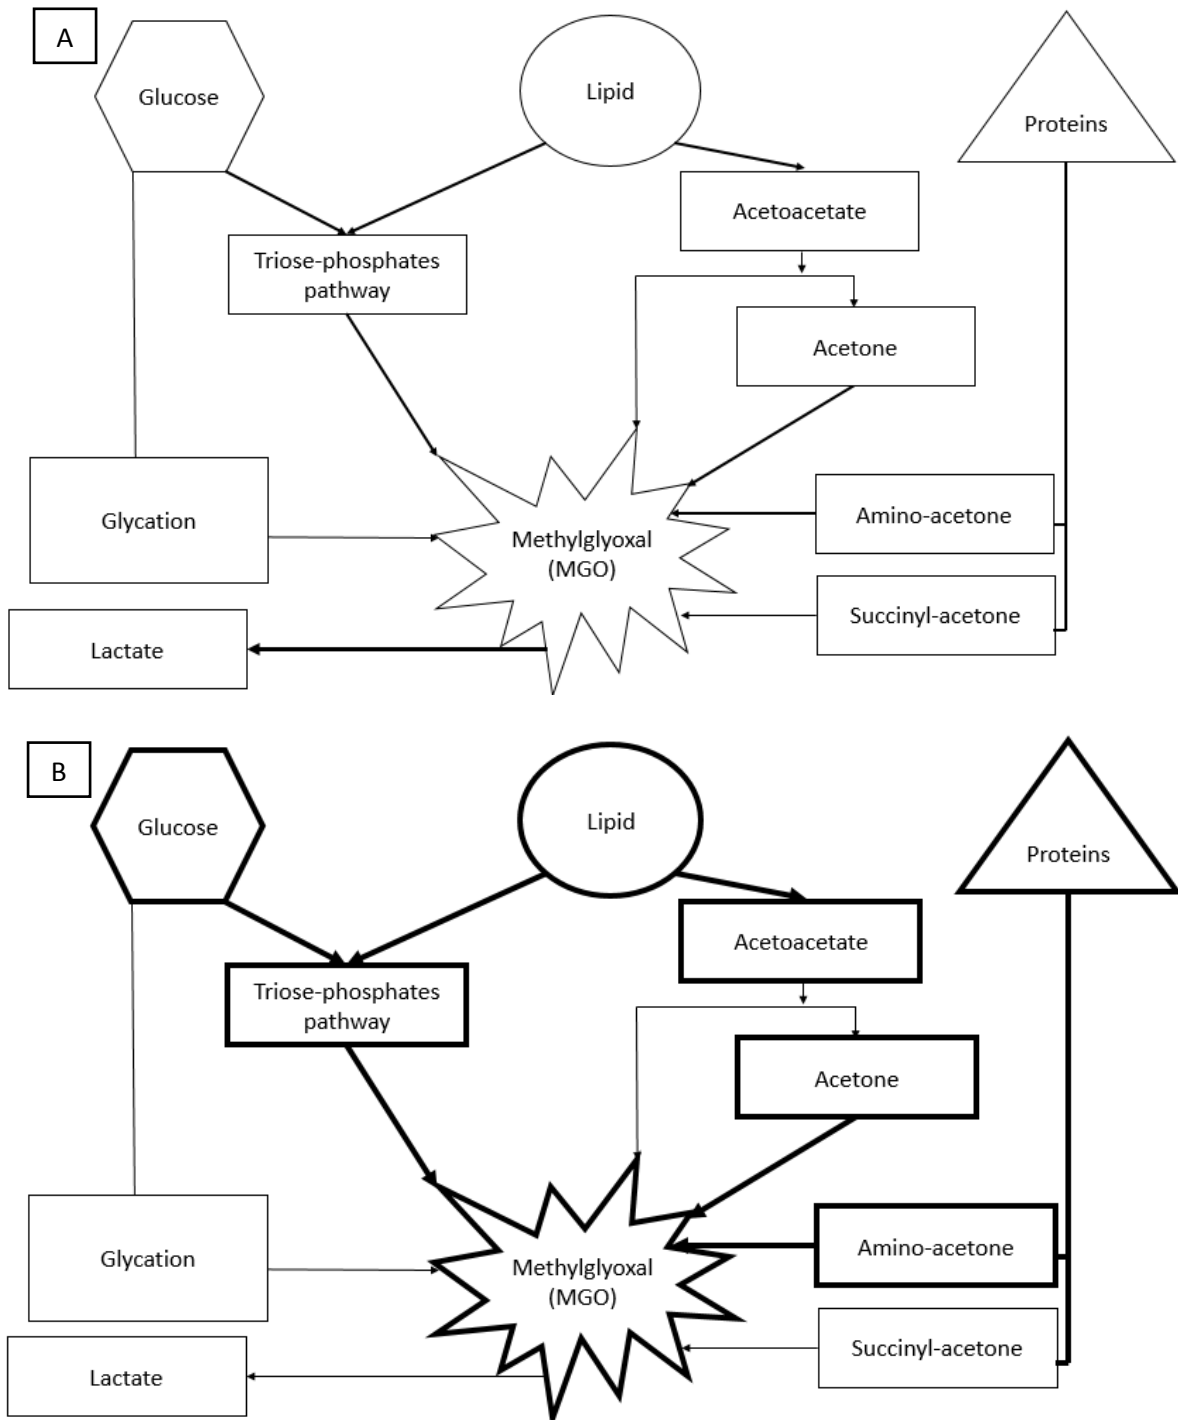 A
Glucose
Lipid
Proteins
Acetoacetate
Triose-phosphates
pathway
Acetone
Glycation
Methylglyoxal
(MGO)
Amino-acetone
Succinyl-acetone
Lactate
B
Glucose
Lipid
Proteins
Acetoacetate
Triose-phosphates
pathway
Acetone
Glycation
Methylglyoxal
(MGO)
Amino-acetone
Succinyl-acetone
Lactate